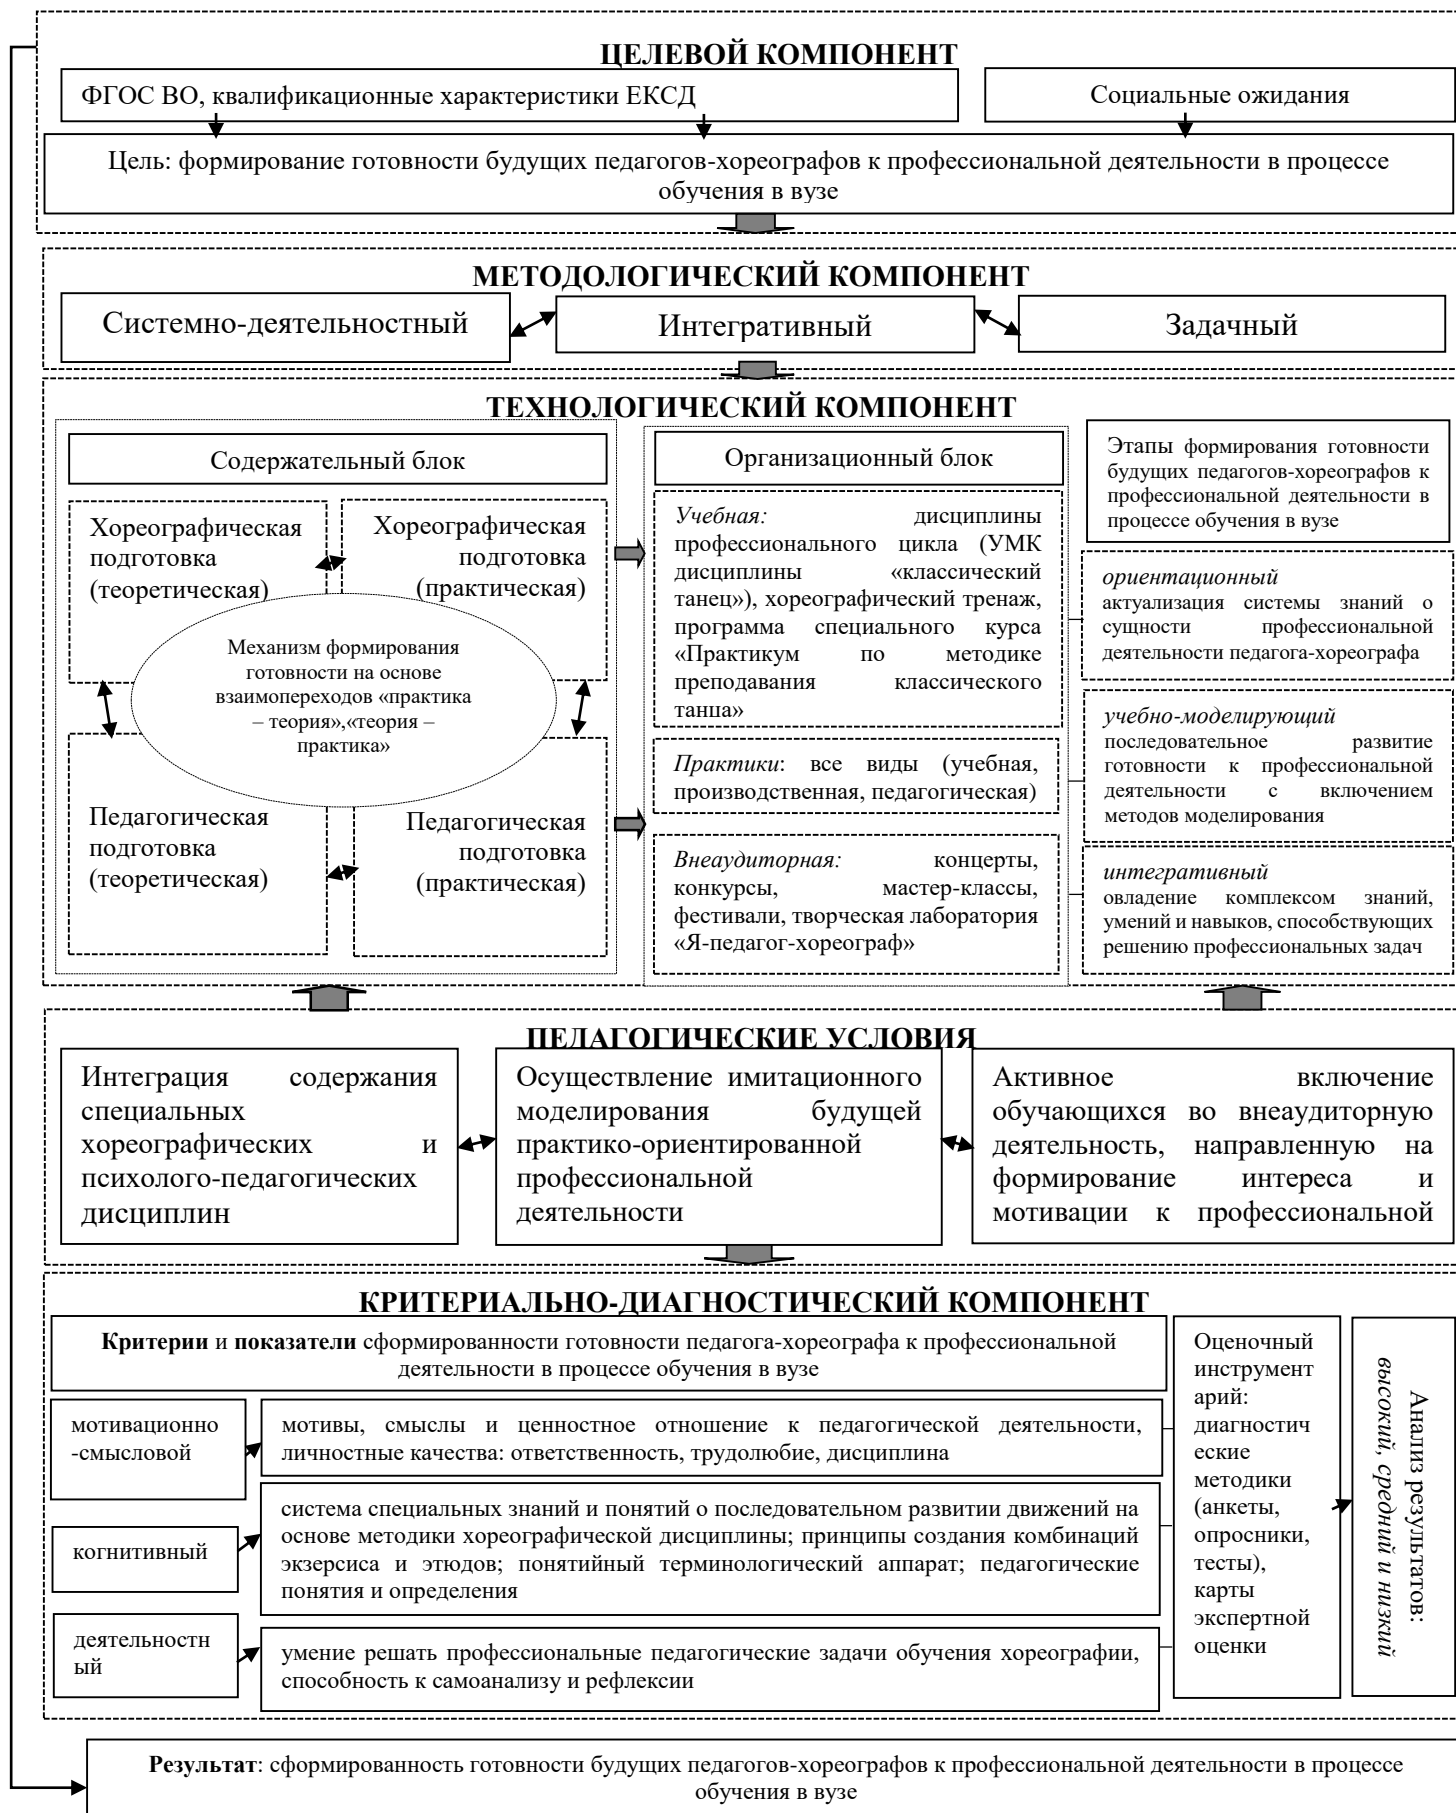 ЦЕЛЕВОЙ КОМПОНЕНТ
ФГОС ВО, квалификационные характеристики ЕКСД
Социальные ожидания
Цель: формирование готовности будущих педагогов-хореографов к профессиональной деятельности в процессе
обучения в вузе
МЕТОДОЛОГИЧЕСКИЙ КОМПОНЕНТ
Системно-деятельностный
Интегративный
Задачный
ТЕХНОЛОГИЧЕСКИЙ КОМПОНЕНТ
Содержательный блок
Хореографическая
подготовка
(теоретическая)
Хореографическая
подготовка
(практическая)
Механизм формирования
готовности на основе
взаимопереходов «практика
– теория»,«теория –
практика»
Педагогическая
подготовка
(теоретическая)
Педагогическая
подготовка
(практическая)
Организационный блок
Учебная: дисциплины
профессионального цикла (УМК
дисциплины «классический
танец»), хореографический тренаж,
программа специального курса
«Практикум по методике
преподавания классического
танца»
Практики: все виды (учебная,
производственная, педагогическая)
Внеаудиторная: концерты,
конкурсы, мастер-классы,
фестивали, творческая лаборатория
«Я-педагог-хореограф»
Этапы формирования готовности
будущих педагогов-хореографов к
профессиональной деятельности в
процессе обучения в вузе
ориентационный
актуализация системы знаний о
сущности профессиональной
деятельности педагога-хореографа
учебно-моделирующий
последовательное развитие
готовности к профессиональной
деятельности с включением
методов моделирования
интегративный
овладение комплексом знаний,
умений и навыков, способствующих
решению профессиональных задач
ПЕДАГОГИЧЕСКИЕ УСЛОВИЯ
Интеграция содержания
специальных
хореографических и
психолого-педагогических
дисциплин
Осуществление имитационного
моделирования будущей
практико-ориентированной
профессиональной
деятельности
Активное включение
обучающихся во внеаудиторную
деятельность, направленную на
формирование интереса и
мотивации к профессиональной
КРИТЕРИАЛЬНО-ДИАГНОСТИЧЕСКИЙ КОМПОНЕНТ
Критерии и показатели сформированности готовности педагога-хореографа к профессиональной
деятельности в процессе обучения в вузе
мотивационно
-смысловой
мотивы, смыслы и ценностное отношение к педагогической деятельности,
личностные качества: ответственность, трудолюбие, дисциплина
когнитивный
система специальных знаний и понятий о последовательном развитии движений на
основе методики хореографической дисциплины; принципы создания комбинаций
экзерсиса и этюдов; понятийный терминологический аппарат; педагогические
понятия и определения
деятельностн
ый
умение решать профессиональные педагогические задачи обучения хореографии,
способность к самоанализу и рефлексии
Оценочный
инструмент
арий:
диагностич
еские
методики
(анкеты,
опросники,
тесты),
карты
экспертной
оценки
Анализ результатов:
высокий, средний и низкий
Результат: сформированность готовности будущих педагогов-хореографов к профессиональной деятельности в процессе
обучения в вузе